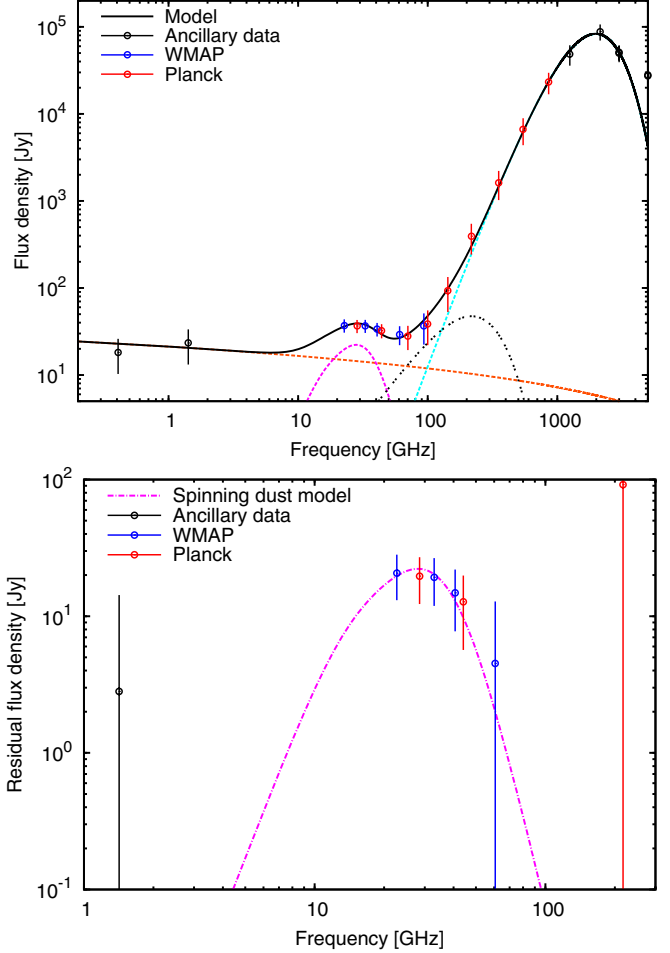 Flux density [Jy]
10^5
10^4
10^3
10^2
10^1
Model
Ancillary data
WMAP
Planck
1
10
100
1000
Frequency [GHz]
Residual flux density [Jy]
10^2
10^1
10^0
10^-1
Spinning dust model
Ancillary data
WMAP
Planck
1
10
100
Frequency [GHz]